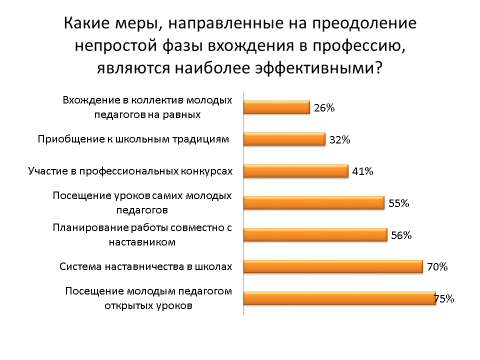 Какие меры, направленные на преодоление
непростой фазы вхождения в профессию,
являются наиболее эффективными?
Вхождение в коллектив молодых
педагогов на равных
26%
Приобщение к школьным традициям
32%
Участие в профессиональных конкурсах
41%
Посещение уроков самих молодых
педагогов
55%
Планирование работы совместно с
наставником
56%
Система наставничества в школах
70%
Посещение молодым педагогом
открытых уроков
75%